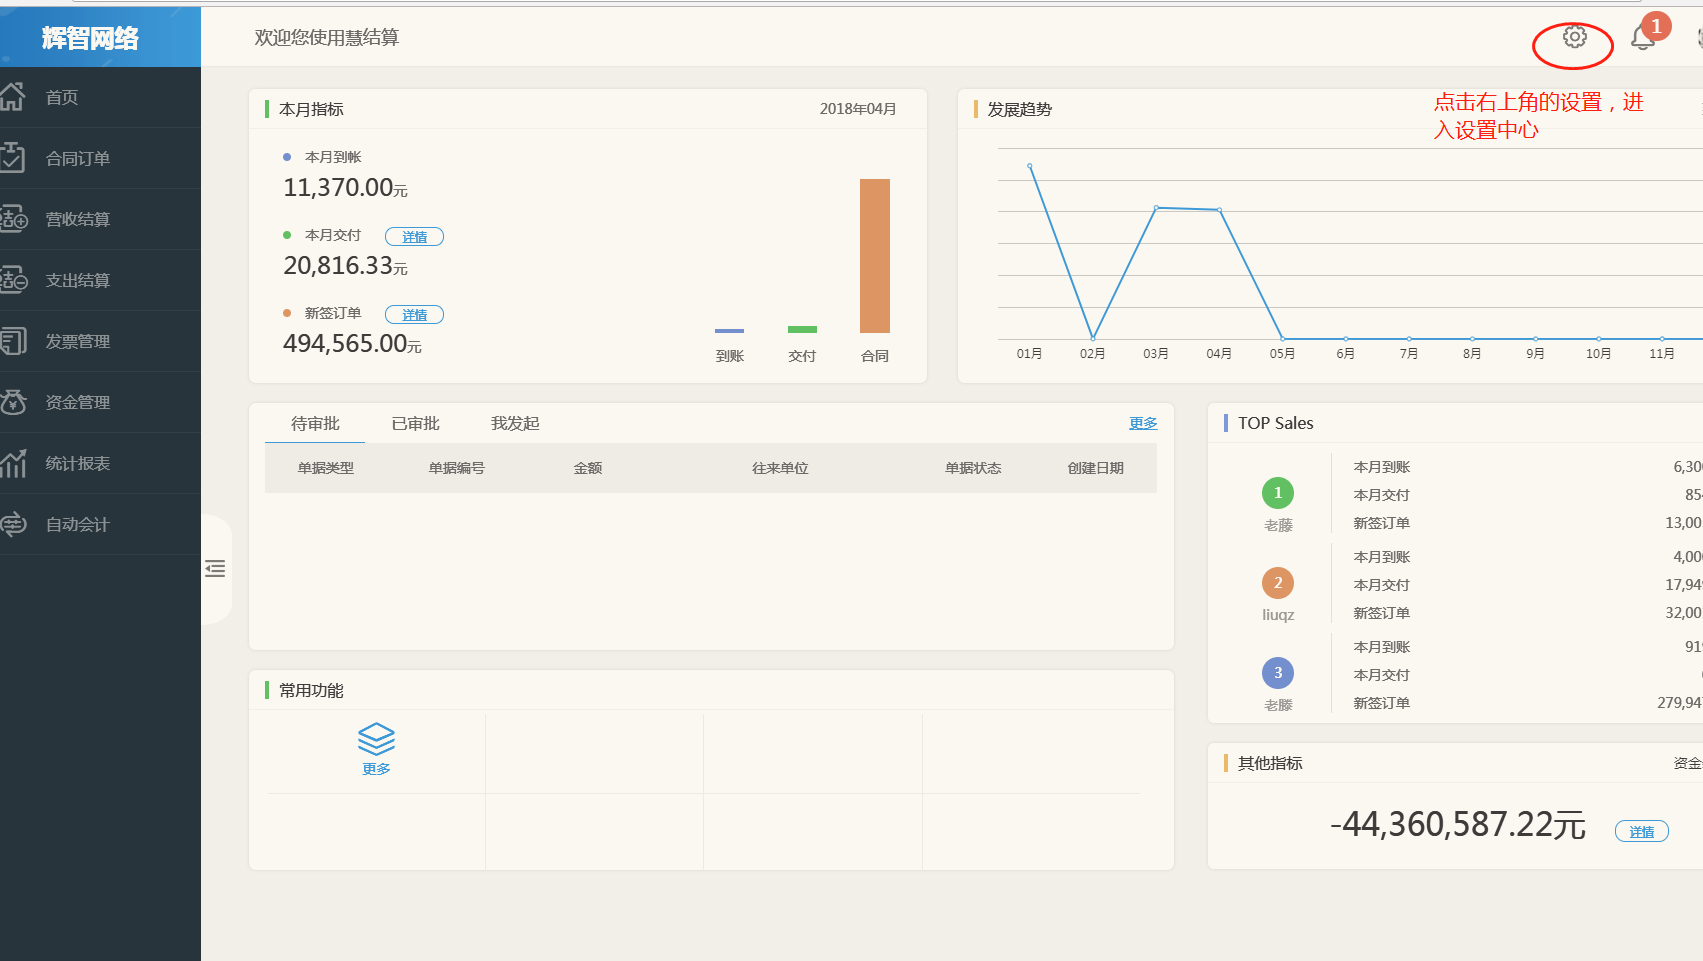 辉智网络
欢迎您使用慧结算
1
首页
合同订单
营收结算
支出结算
发票管理
资金管理
统计报表
自动会计
本月指标
2018年04月
本月到帐
11,370.00元
本月交付
详情
20,816.33元
新签订单
详情
494,565.00元
到账
交付
合同
发展趋势
点击右上角的设置，进
入设置中心
01月
02月
03月
04月
05月
6月
7月
8月
9月
10月
11月
待审批
已审批
我发起
更多
单据类型
单据编号
金额
往来单位
单据状态
创建日期
TOP Sales
1
老藤
本月到账
6,30
本月交付
85
新签订单
13,00
2
liuqz
本月到账
4,00
本月交付
17,94
新签订单
32,00
3
老滕
本月到账
91
本月交付
新签订单
279,94
常用功能
更多
其他指标
资金
-44,360,587.22元
详情